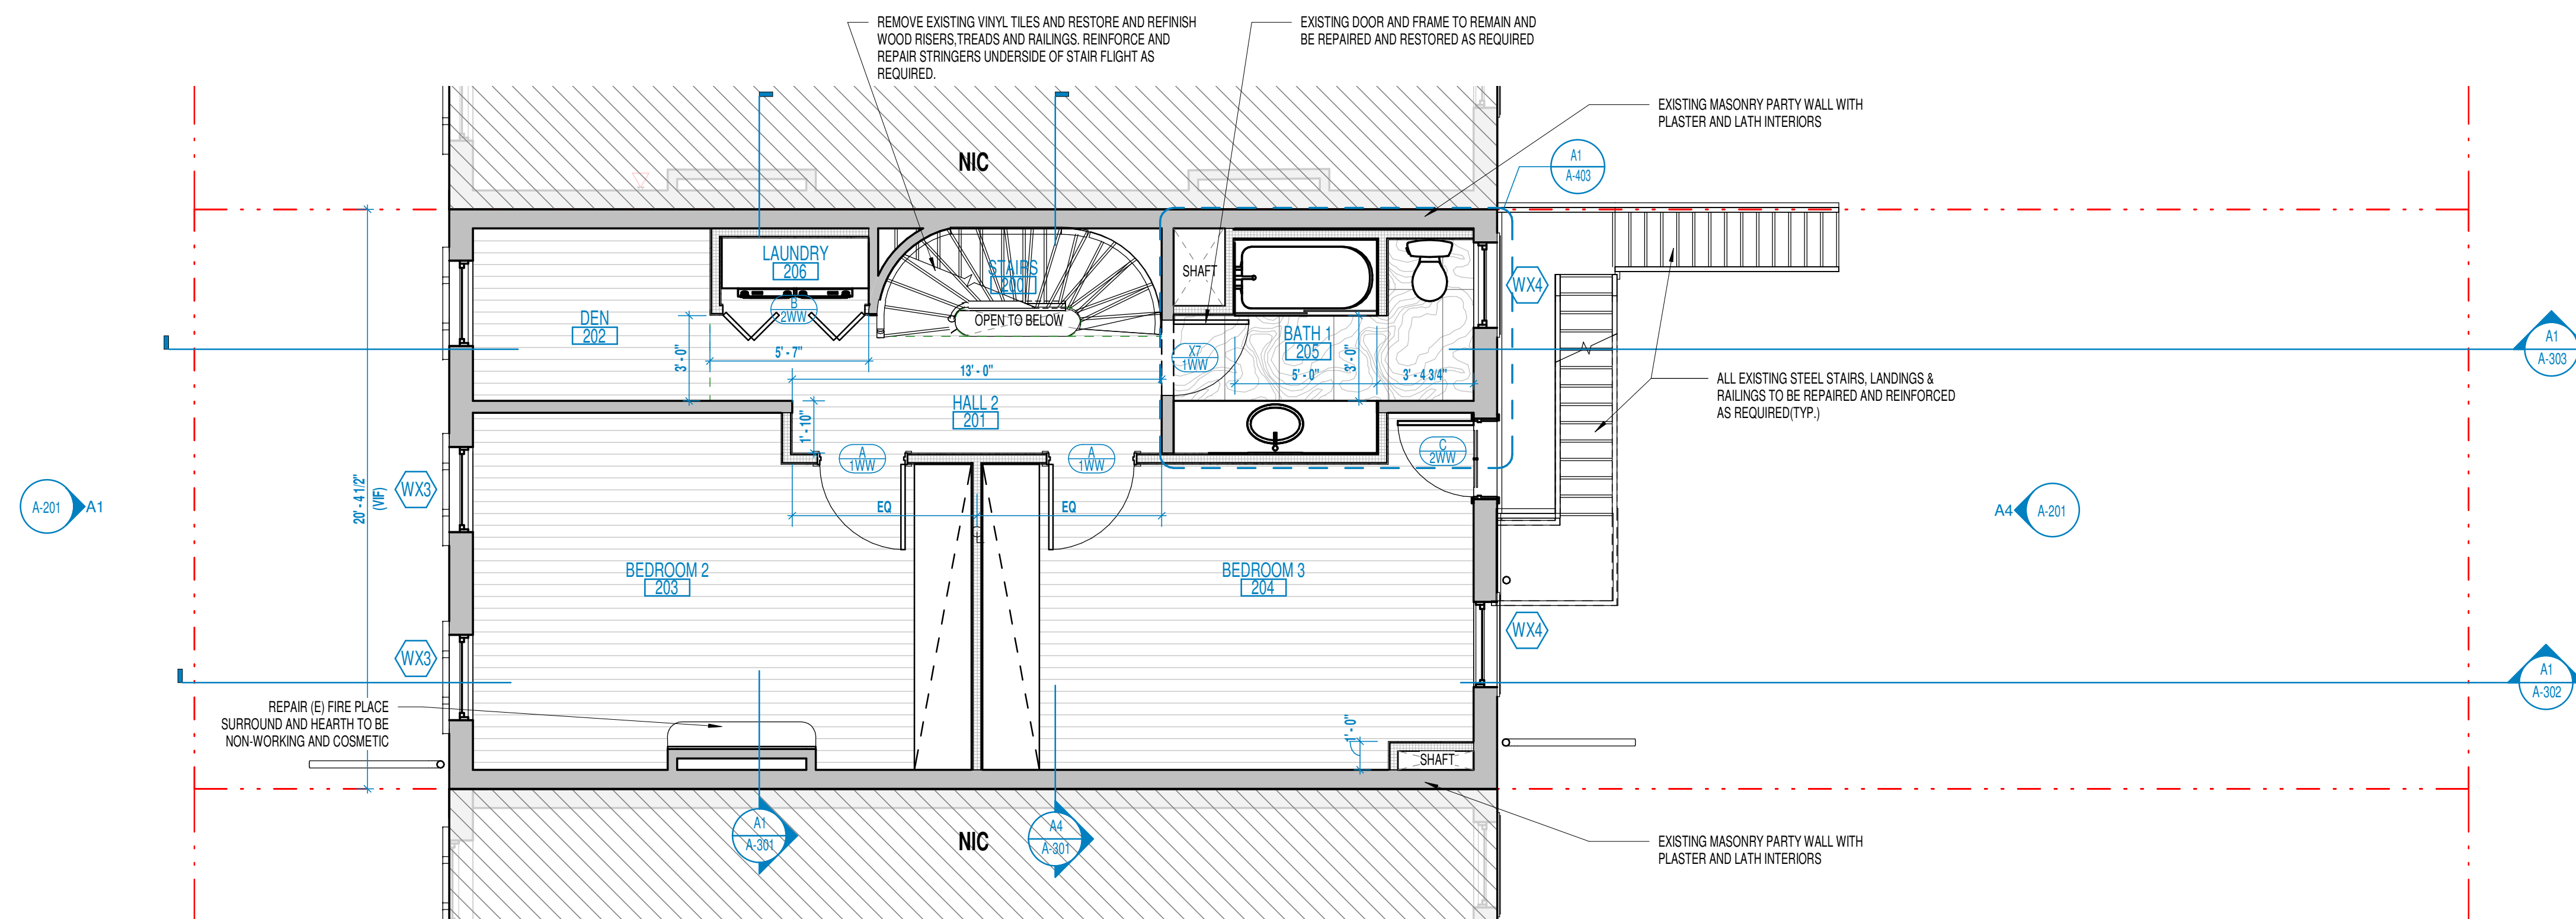 REMOVE EXISTING VINYL TILES AND RESTORE AND REFINISH
WOOD RISERS,TREADS AND RAILINGS. REINFORCE AND
REPAIR STRINGERS UNDERSIDE OF STAIR FLIGHT AS
REQUIRED.
EXISTING DOOR AND FRAME TO REMAIN AND
BE REPAIRED AND RESTORED AS REQUIRED
EXISTING MASONRY PARTY WALL WITH
PLASTER AND LATH INTERIORS
NIC
A1
A-403
LAUNDRY
206
STAIRS
200
SHAFT
WX4
B
2WW
OPEN TO BELOW
DEN
202
BATH 1
205
3' - 0"
5' - 7"
X7
1WW
3' - 0"
13' - 0"
5' - 0"
3' - 4 3/4"
A1
A-303
ALL EXISTING STEEL STAIRS, LANDINGS &
RAILINGS TO BE REPAIRED AND REINFORCED
AS REQUIRED(TYP.)
HALL 2
201
1' - 10"
A
1WW
A
1WW
C
2WW
WX3
20' - 4 1/2"
(VIF)
A-201
A1
EQ
EQ
A4
A-201
BEDROOM 2
203
BEDROOM 3
204
WX4
WX3
A1
A-302
REPAIR (E) FIRE PLACE
SURROUND AND HEARTH TO BE
NON-WORKING AND COSMETIC
1' - 0"
SHAFT
A1
A-301
A4
A-301
NIC
EXISTING MASONRY PARTY WALL WITH
PLASTER AND LATH INTERIORS